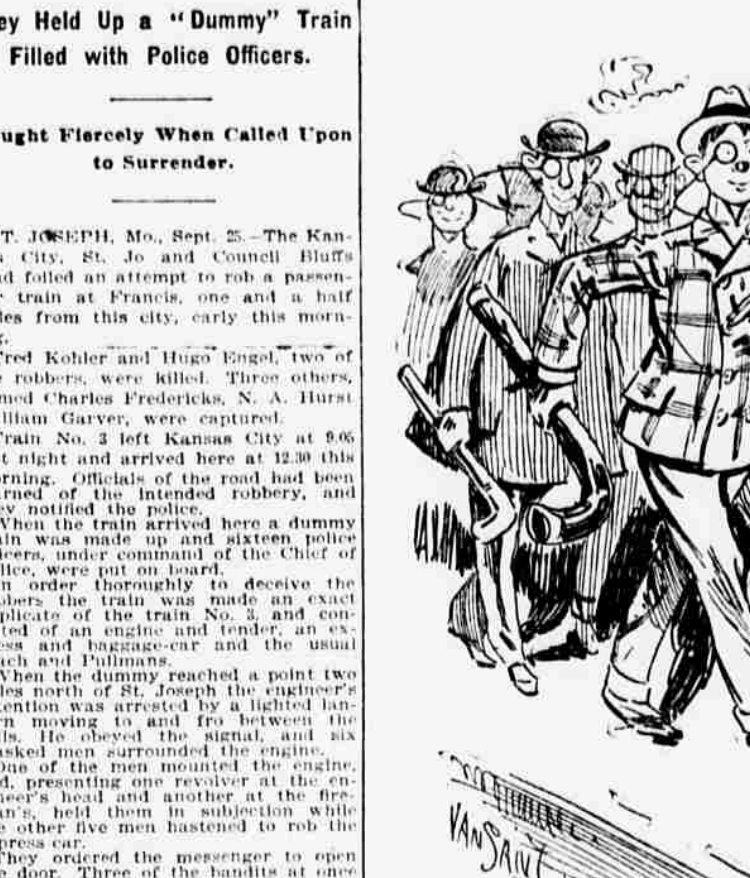 ey Held Up a "Dummy" Train
Filled with Police Officers.
ught Fiercely When Called Upon
to Surrender.
T. JOSEPH, Mo., Sept. 25.—The Kan-
s City, St. Jo and Council Bluffs
ad foiled an attempt to rob a passen-
r train at Francis, one and a half
les from this city, early this morn-
g.
red Kohler and Hugo Engel, two of
e robbers, were killed. Three others,
med Charles Fredericks, N. A. Hurst
lliam Garver, were captured.
rain No. 3 left Kansas City at 9.05
t night and arrived here at 12.30 this
rning. Officials of the road had been
rned of the intended robbery, and
ey notified the police.
When the train arrived here a dummy
ain was made up and sixteen police
icers, under command of the Chief of
lice, were put on board.
n order thoroughly to deceive the
bbers the train was made an exact
plicate of the train No. 3, and con-
ted of an engine and tender, an ex-
ess and baggage-car and the usual
ach and Pullmans.
When the dummy reached a point two
les north of St. Joseph the engineer's
tention was arrested by a lighted lan-
rn moving to and fro between the
ils. He obeyed the signal, and six
asked men surrounded the engine.
One of the men mounted the engine,
d, presenting one revolver at the en-
neer's head and another at the fire-
an's, held them in subjection while
e other five men hastened to rob the
press car.
They ordered the messenger to open
e door. Three of the bandits at once
VAN SAINT